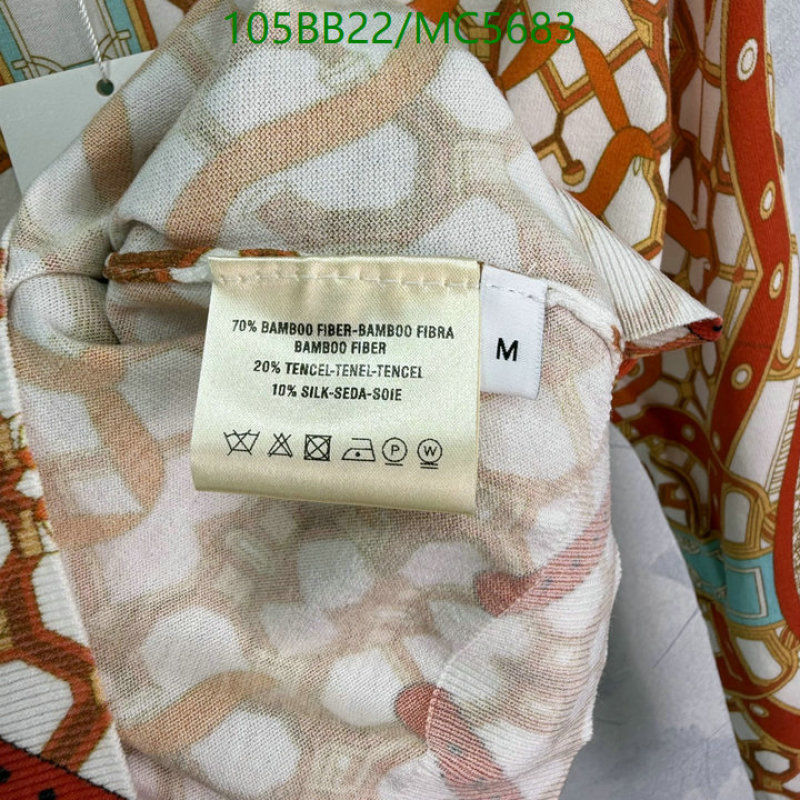 105BB22/MC5683
70% BAMBOO FIBER-BAMBOO FIBRA
BAMBOO FIBER
20% TENCEL-TENEL-TENCEL
10% SILK-SEDA-SOIE
P W
M